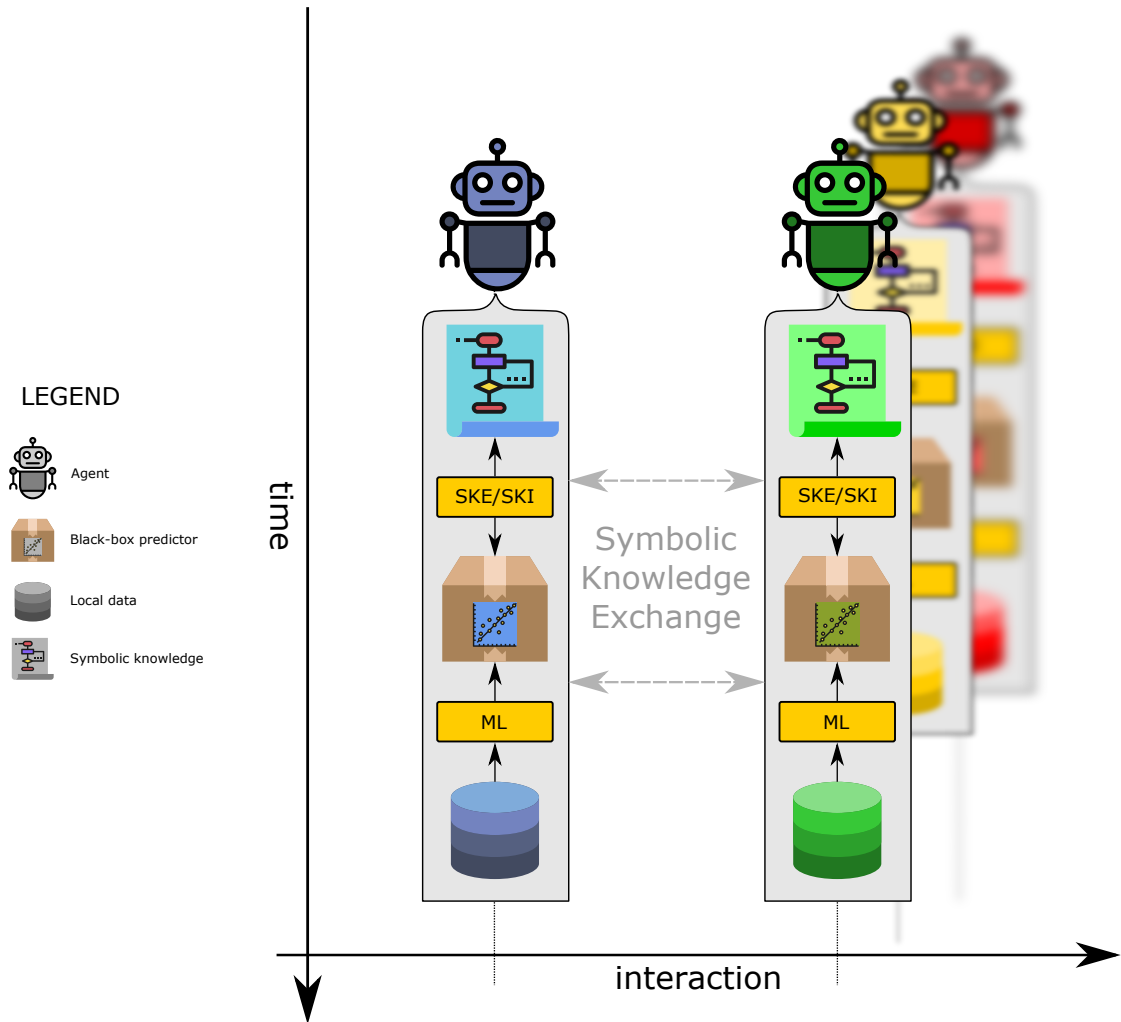 LEGEND
Agent
Black-box predictor
Local data
Symbolic knowledge
time
SKE/SKI
SKE/SKI
Symbolic
Knowledge
Exchange
ML
ML
interaction